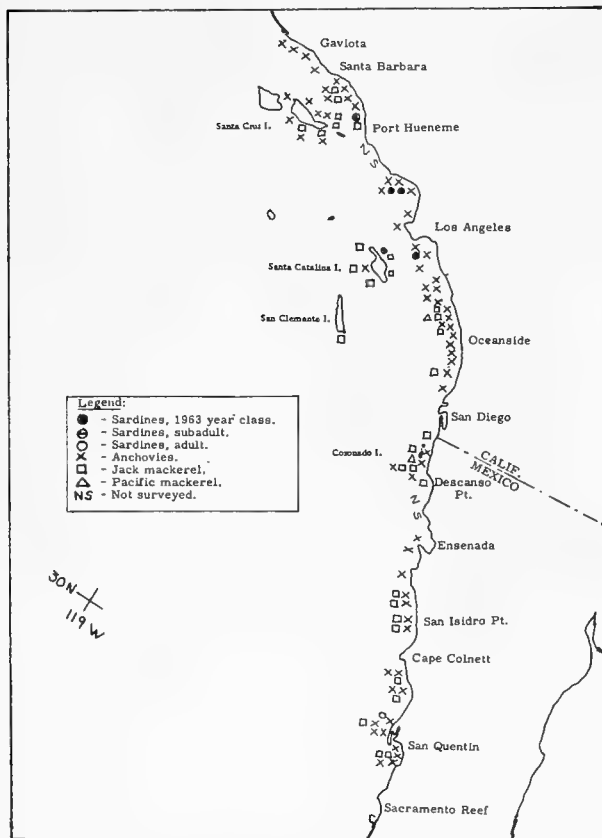 Gaviota
Santa Barbara
Santa Cruz I.
Port Hueneme
NS
Los Angeles
Santa Catalina I.
San Clemente I.
Oceanside
Legend:
- Sardines, 1963 year class.
- Sardines, subadult.
- Sardines, adult.
X - Anchovies.
- Jack mackerel.
- Pacific mackerel.
NS - Not surveyed.
San Diego
Coronado I.
CALIF.
MEXICO
Descanso
Pt.
NS
Ensenada
30N
119W
San Isidro Pt.
Cape Colnett
San Quentin
Sacramento Reef